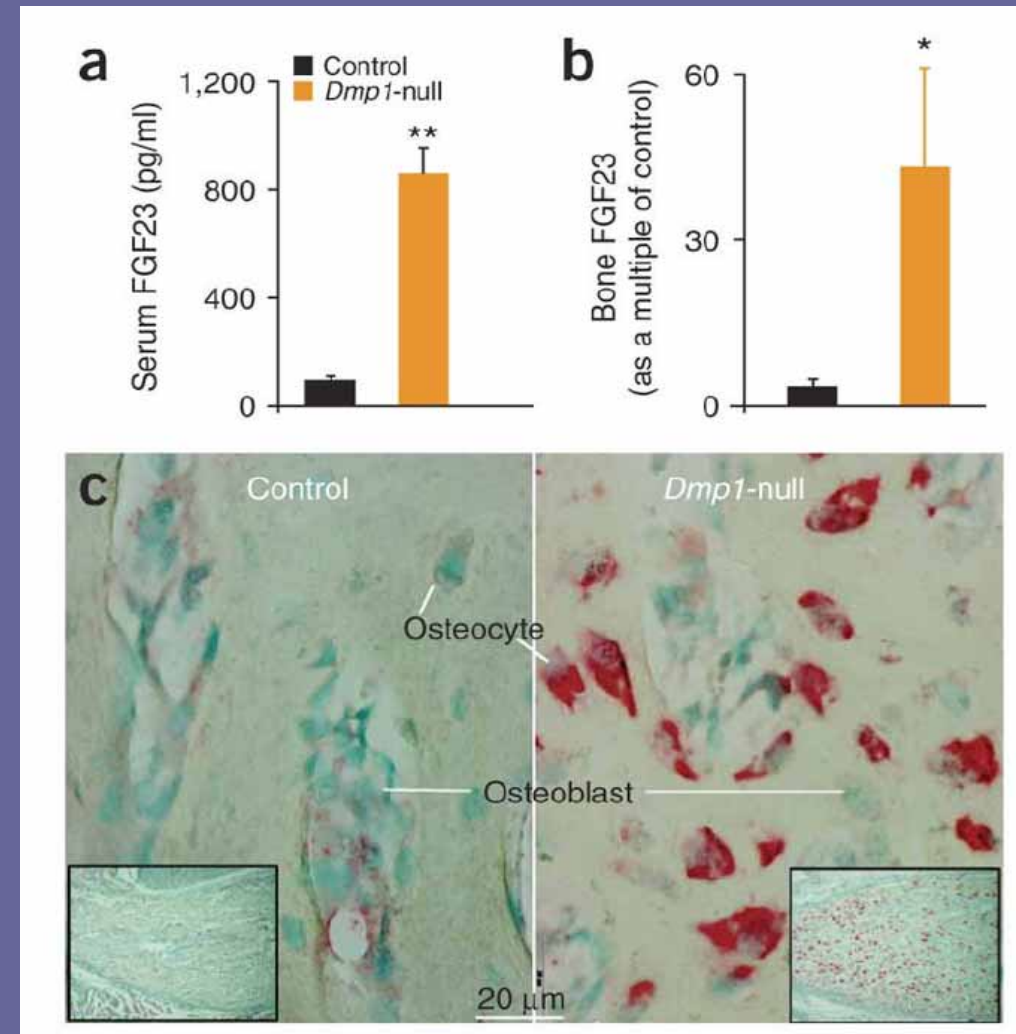 a
Control
Dmp1-null
1,200
800
400
0
Serum FGF23 (pg/ml)
**
b
60
30
0
Bone FGF23
(as a multiple of control)
*
c
Control
Dmp1-null
Osteocyte
Osteoblast
20 μm